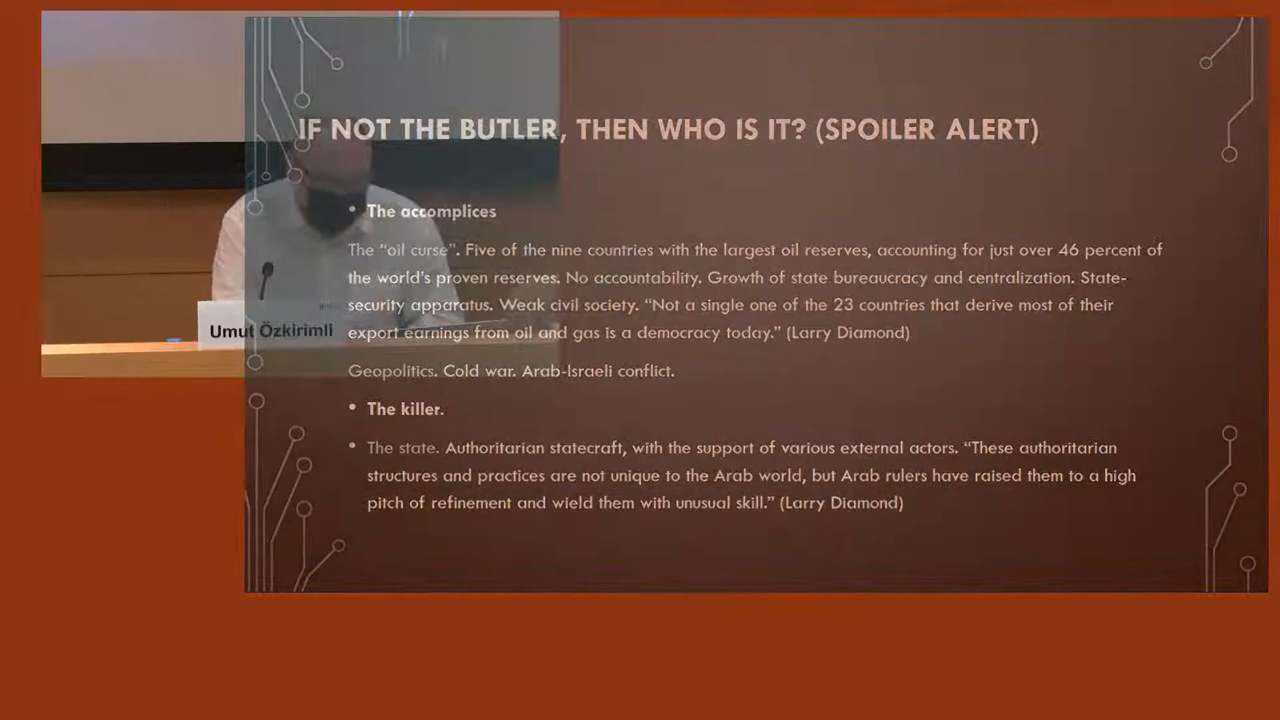 IF NOT THE BUTLER, THEN WHO IS IT? (SPOILER ALERT)
• The accomplices
The “oil curse”. Five of the nine countries with the largest oil reserves, accounting for just over 46 percent of
the world’s proven reserves. No accountability. Growth of state bureaucracy and centralization. State-
security apparatus. Weak civil society. “Not a single one of the 23 countries that derive most of their
export earnings from oil and gas is a democracy today.” (Larry Diamond)
Umut Özkirimli
Geopolitics. Cold war. Arab-Israeli conflict.
• The killer.
• The state. Authoritarian statecraft, with the support of various external actors. “These authoritarian
structures and practices are not unique to the Arab world, but Arab rulers have raised them to a high
pitch of refinement and wield them with unusual skill.” (Larry Diamond)